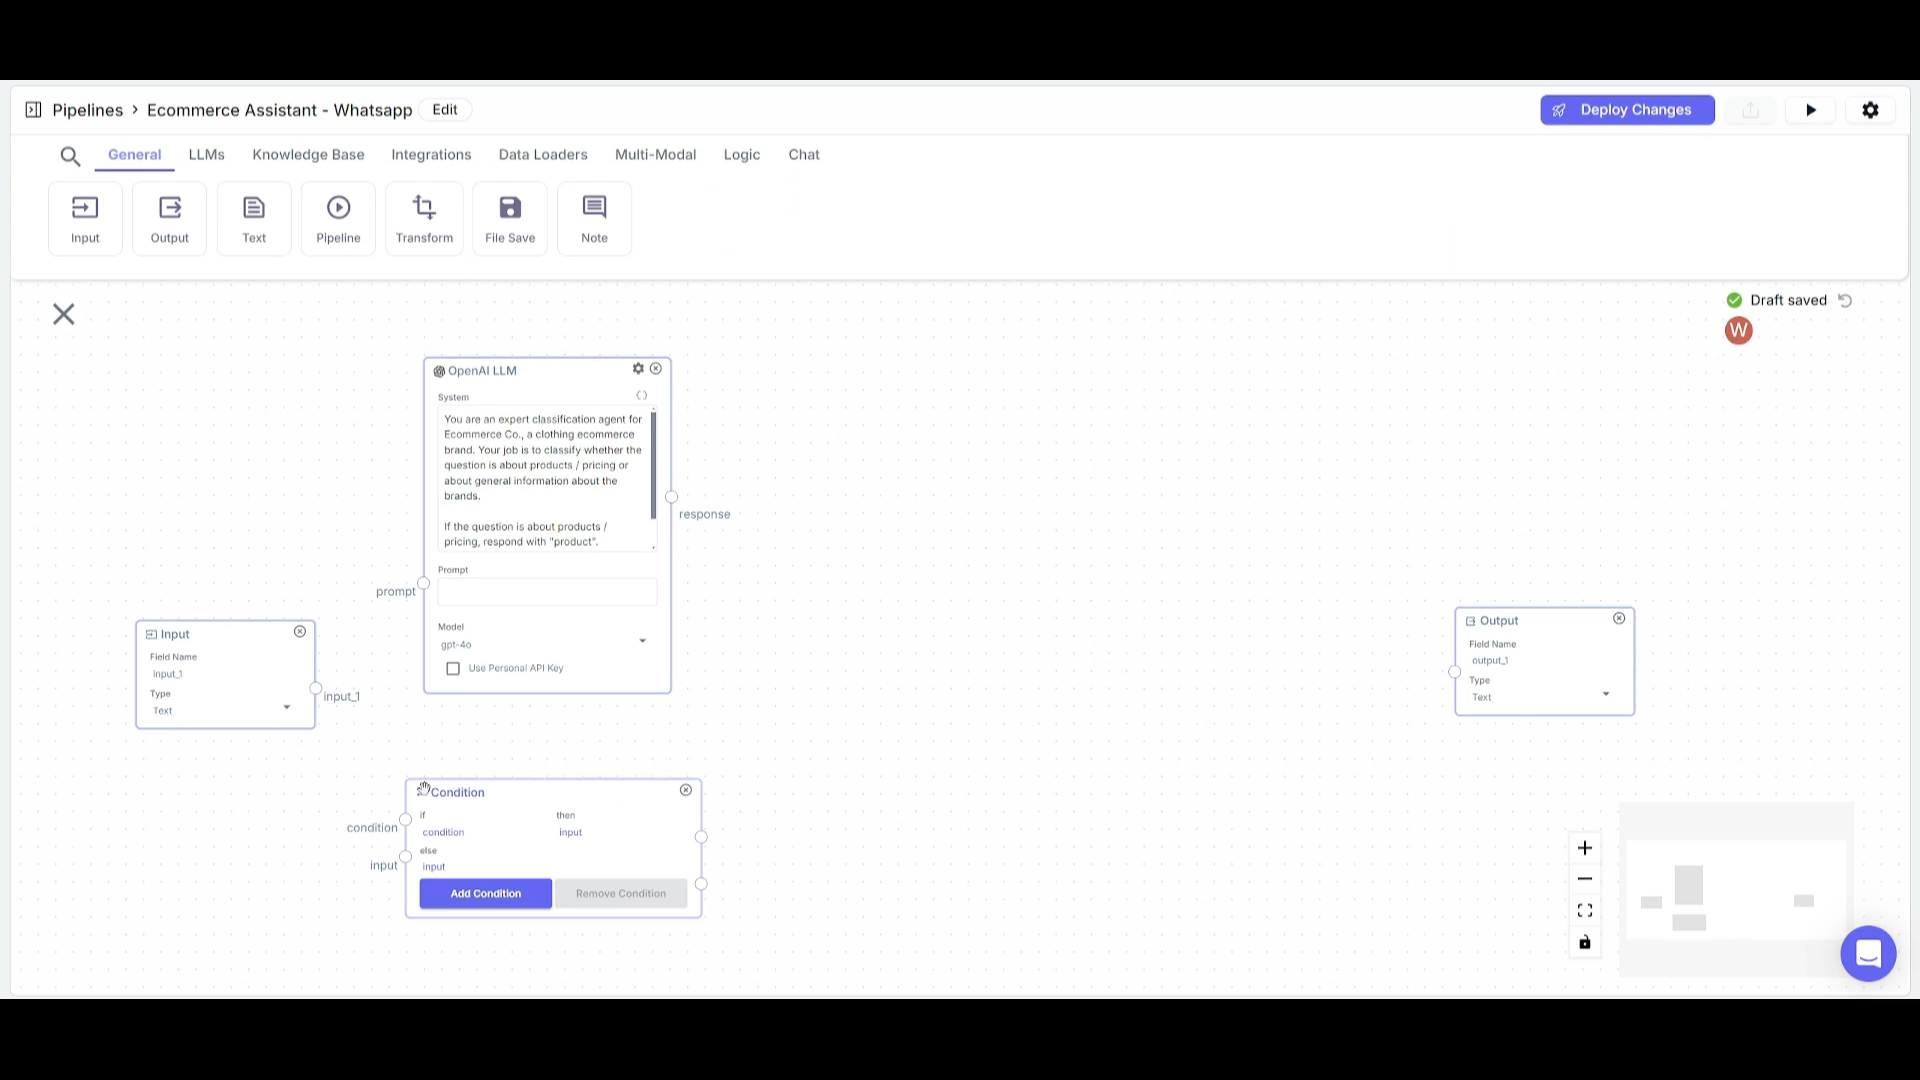 Pipelines > Ecommerce Assistant - Whatsapp Edit
Deploy Changes
General LLMs Knowledge Base Integrations Data Loaders Multi-Modal Logic Chat
Input Output Text Pipeline Transform File Save Note
Draft saved
W
OpenAI LLM
System
You are an expert classification agent for
Ecommerce Co., a clothing ecommerce
brand. Your job is to classify whether the
question is about products / pricing or
about general information about the
brands.
If the question is about products /
pricing, respond with "product".
response
Prompt
prompt
Model
gpt-4o
Use Personal API Key
Input
Field Name
input_1
Type
Text
input_1
Output
Field Name
output_1
Type
Text
Condition
if then
condition
condition input
else
input
input
Add Condition Remove Condition